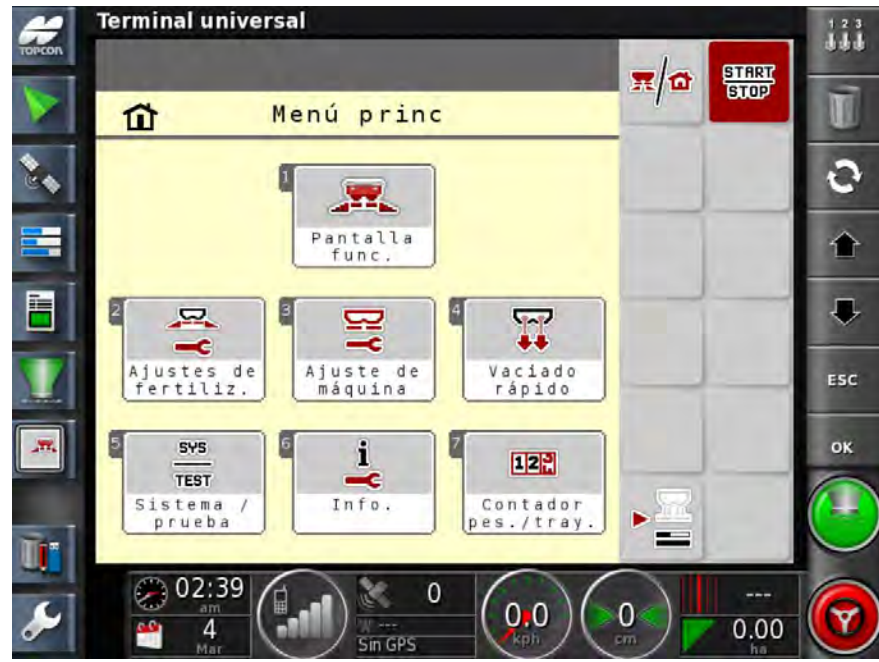 TOPCON
Terminal universal
1 2 3
START
STOP
Menú princ
1
Pantalla
func.
2
Ajustes de
fertiliz.
3
Ajuste de
máquina
4
Vaciado
rápido
ESC
OK
5
SYS
TEST
Sistema /
prueba
6
i
Info.
7
123
Contador
pes./tray.
02:39
am
4
Mar
0
W ---
Sin GPS
0,0
kph
0
cm
---
0.00
ha